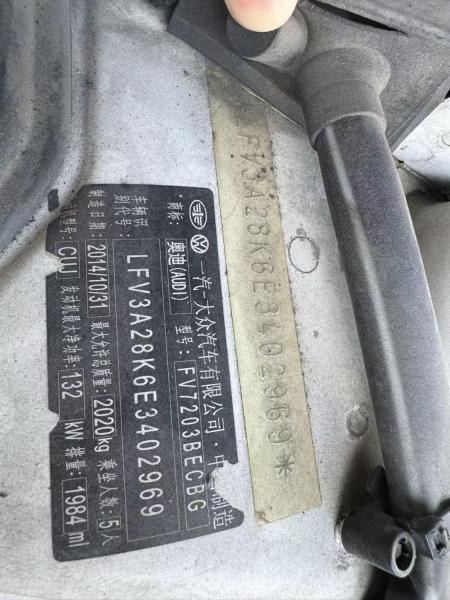 一汽-大众汽车有限公司·中国制造
商标: 奥迪(AUDI) 型号: FV7203BECBG
车辆识别代号: LFV3A28K6E3402969
制造日期: 2014/10/31 最大允许总质量: 2020kg 乘坐人数: 5人
发动机型号: CUJ 发动机最大净功率: 132 kW 排量: 1984 ml
FV3A28K6E3402969*